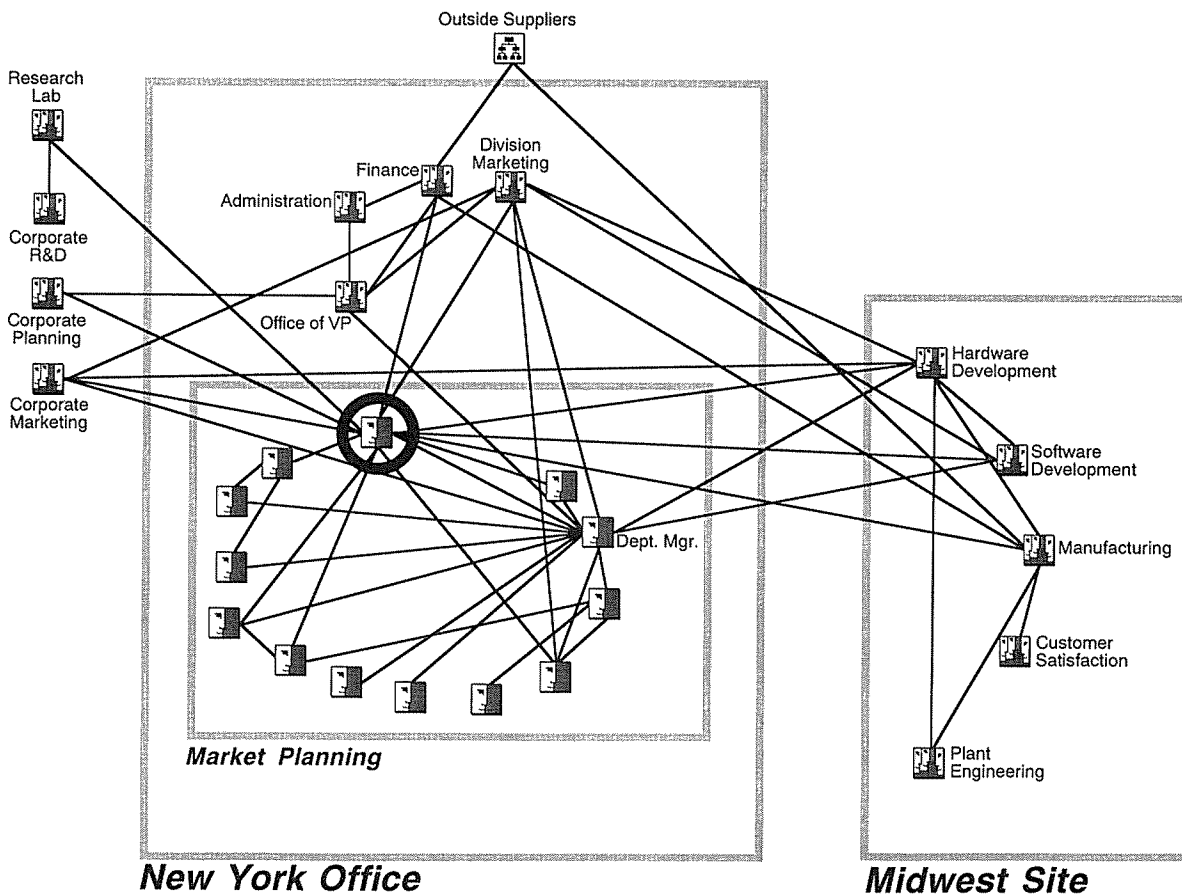 Outside Suppliers
Research
Lab
Division
Marketing
Finance
Administration
Corporate
R&D
Corporate
Planning
Office of VP
Hardware
Development
Corporate
Marketing
Software
Development
Dept. Mgr.
Manufacturing
Customer
Satisfaction
Market Planning
Plant
Engineering
New York Office
Midwest Site